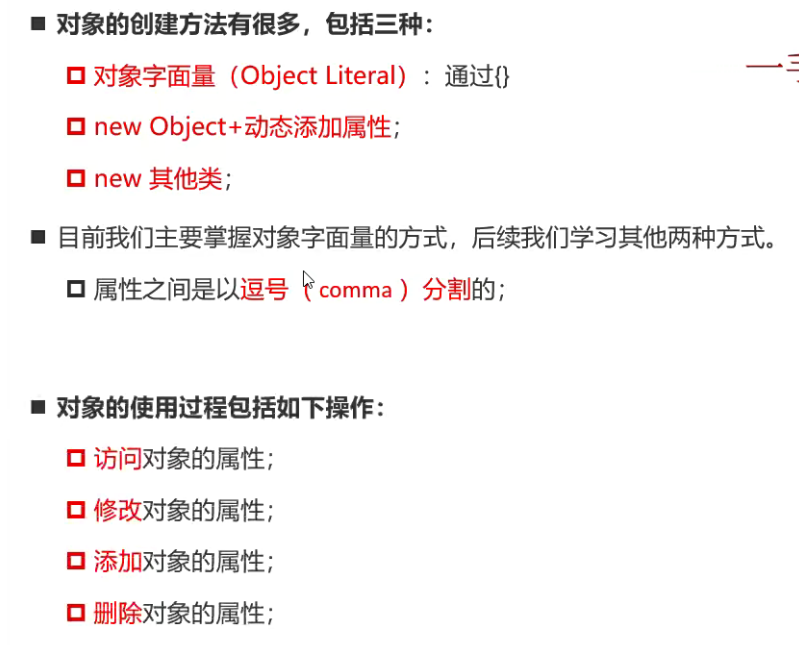 对象的创建方法有很多，包括三种：
对象字面量（Object Literal）：通过{}
new Object+动态添加属性；
new 其他类；
目前我们主要掌握对象字面量的方式，后续我们学习其他两种方式。
属性之间是以逗号（ comma ）分割的；
对象的使用过程包括如下操作：
访问对象的属性；
修改对象的属性；
添加对象的属性；
删除对象的属性；